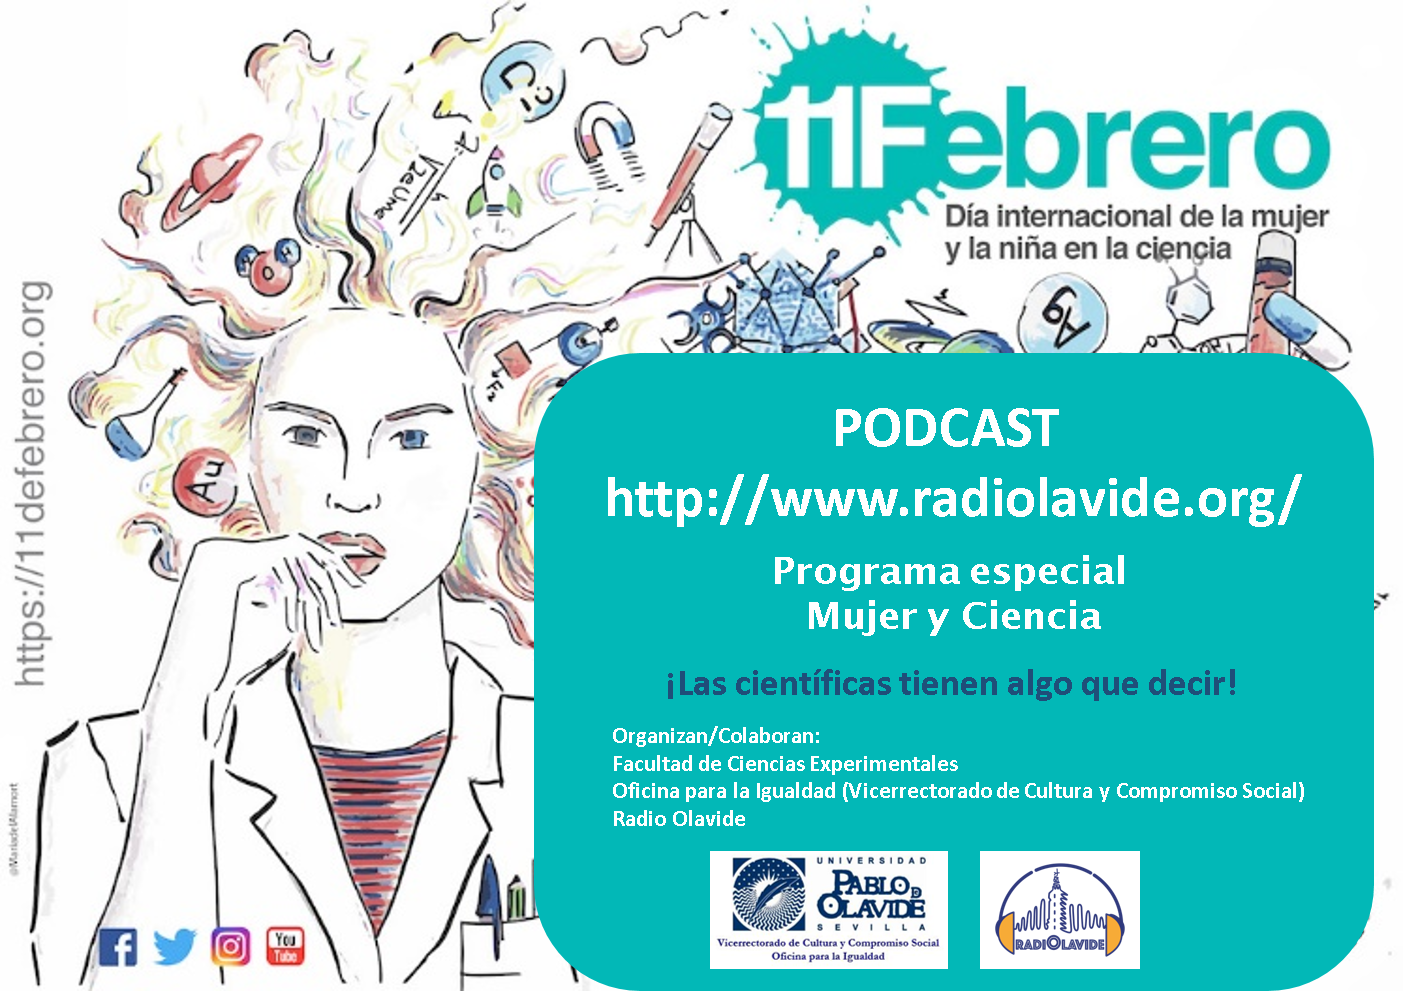 11Febrero
Día internacional de la mujer
y la niña en la ciencia
https://11defebrero.org
Au
Ag
F₂
H
O
H
@MariadelAlamort
PODCAST
http://www.radiolavide.org/
Programa especial
Mujer y Ciencia
¡Las científicas tienen algo que decir!
Organizan/Colaboran:
Facultad de Ciencias Experimentales
Oficina para la Igualdad (Vicerrectorado de Cultura y Compromiso Social)
Radio Olavide
UNIVERSIDAD
PABLO DE
OLAVIDE
SEVILLA
Vicerrectorado de Cultura y Compromiso Social
Oficina para la Igualdad
RADIOLAVIDE
You
Tube